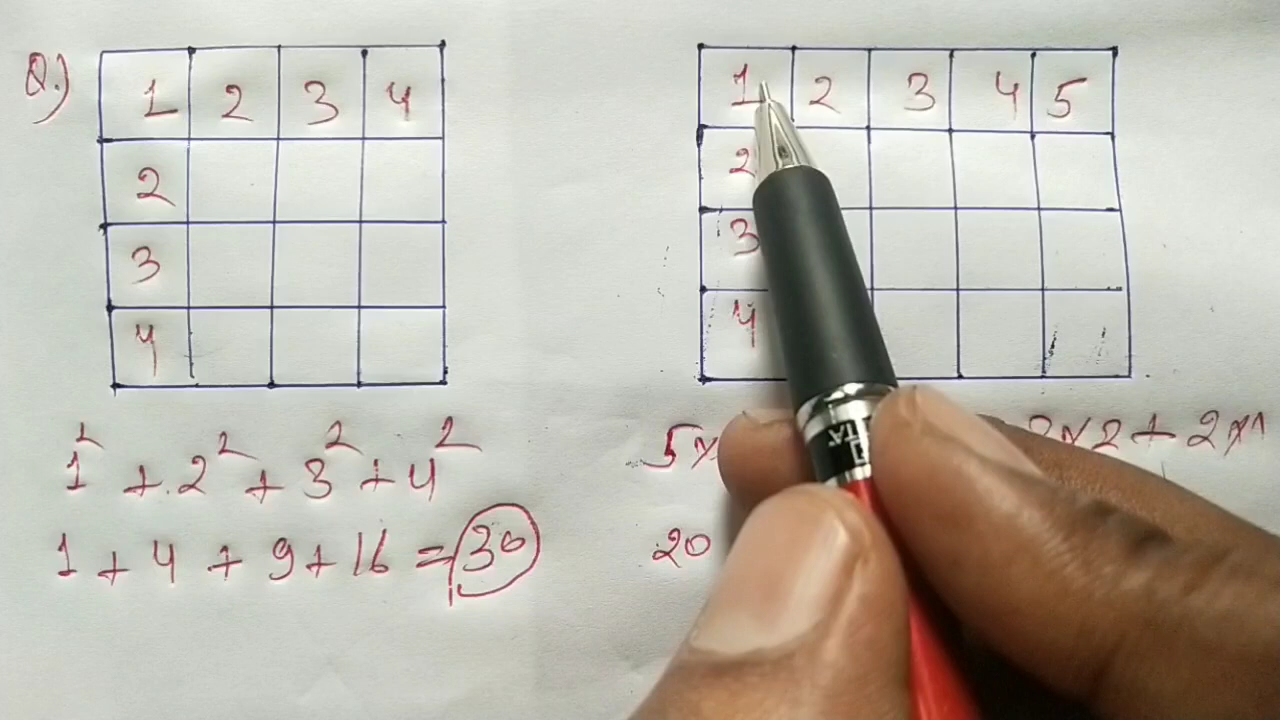 Q.) 1 2 3 4
2
3
4
1² + 2² + 3² + 4²
1 + 4 + 9 + 16 = 30
1 2 3 4 5
2
3
4
5× 2×2 + 2×1
20